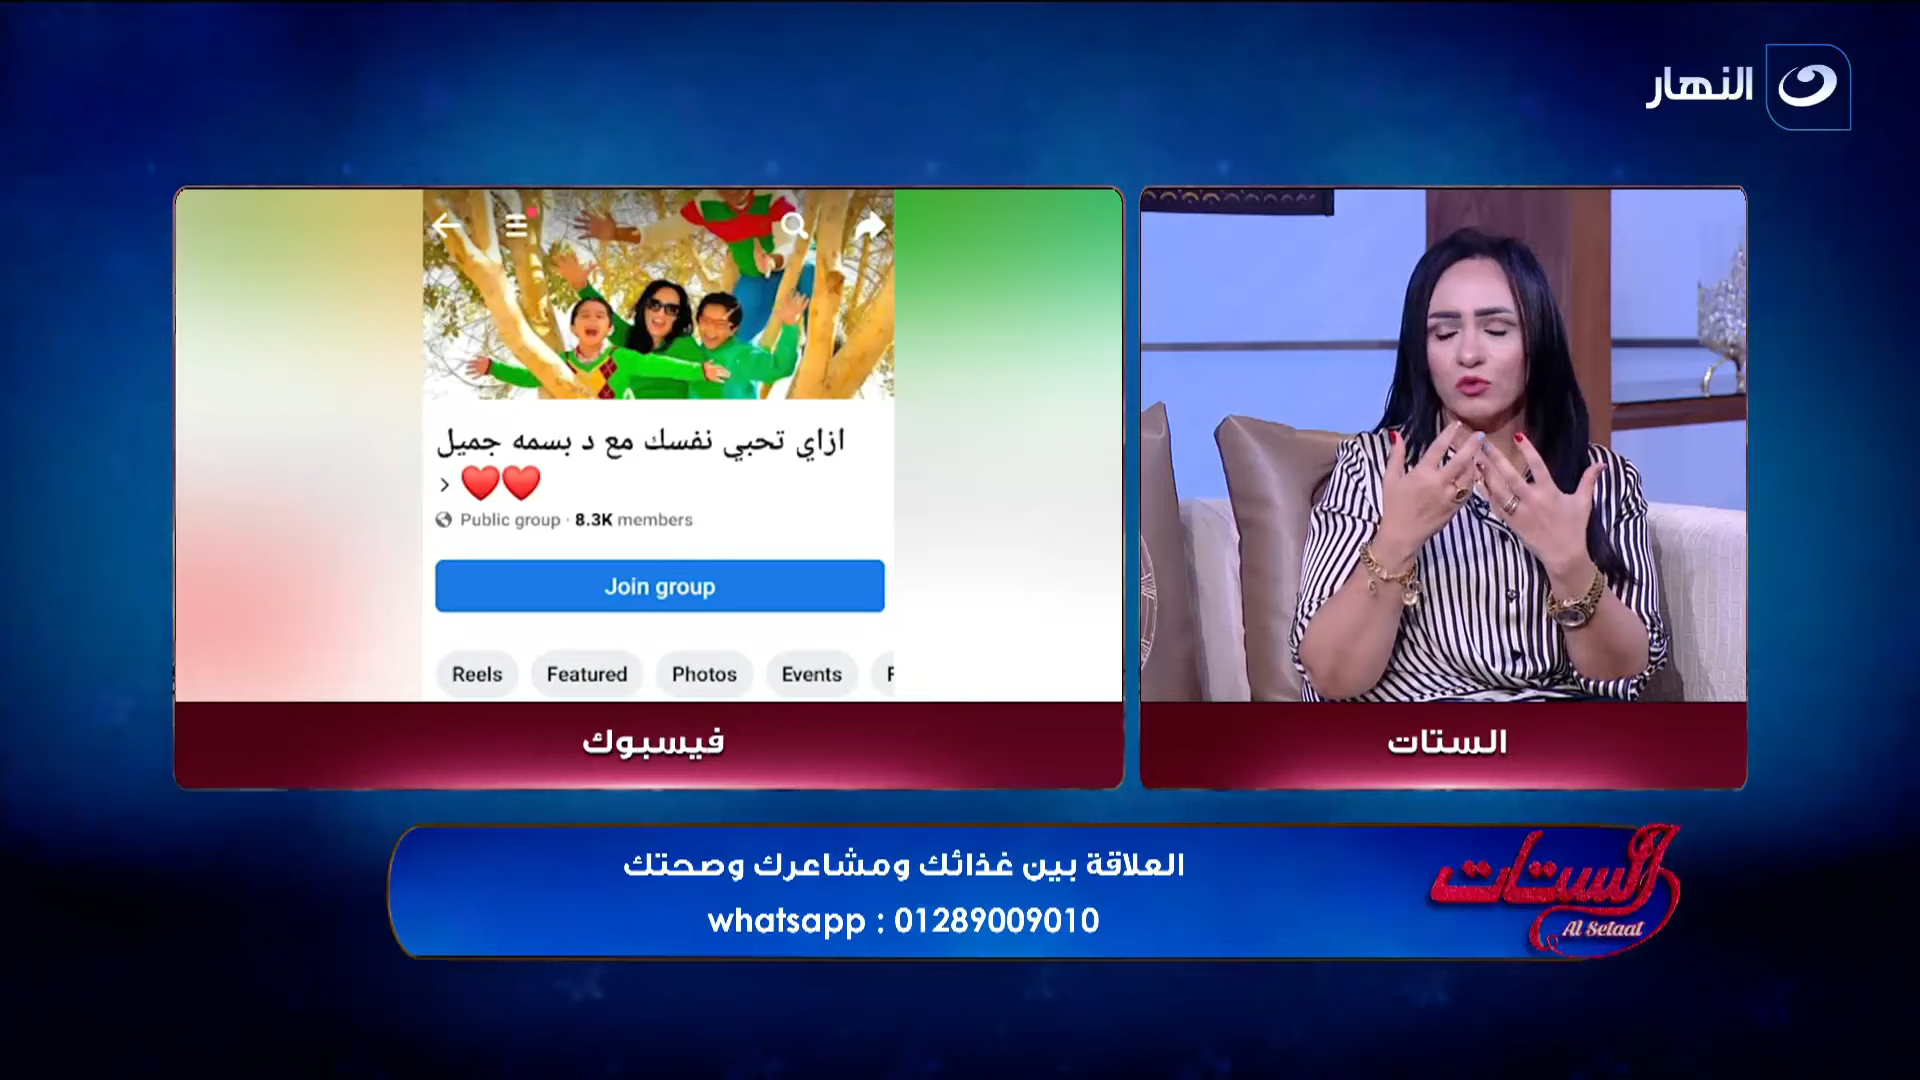 النهار
ازاي تحبي نفسك مع د بسمه جميل
❤️❤️ >
Public group · 8.3K members
Join group
Reels
Featured
Photos
Events
فيسبوك
الستات
العلاقة بين غذائك ومشاعرك وصحتك
whatsapp : 01289009010
الستات
Al Setaat